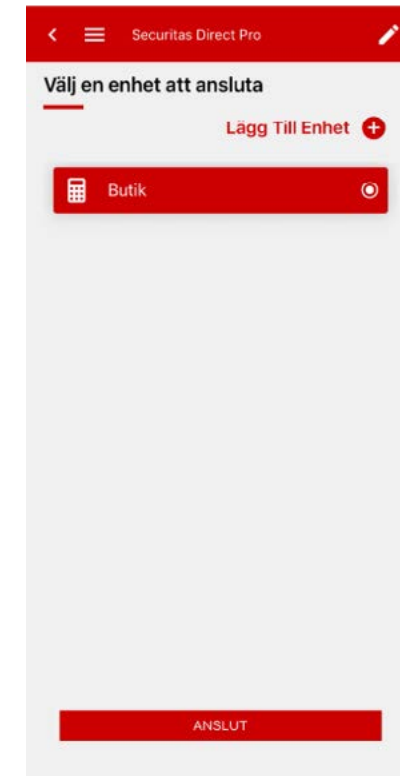 Securitas Direct Pro
Välj en enhet att ansluta
Lägg Till Enhet
Butik
ANSLUT